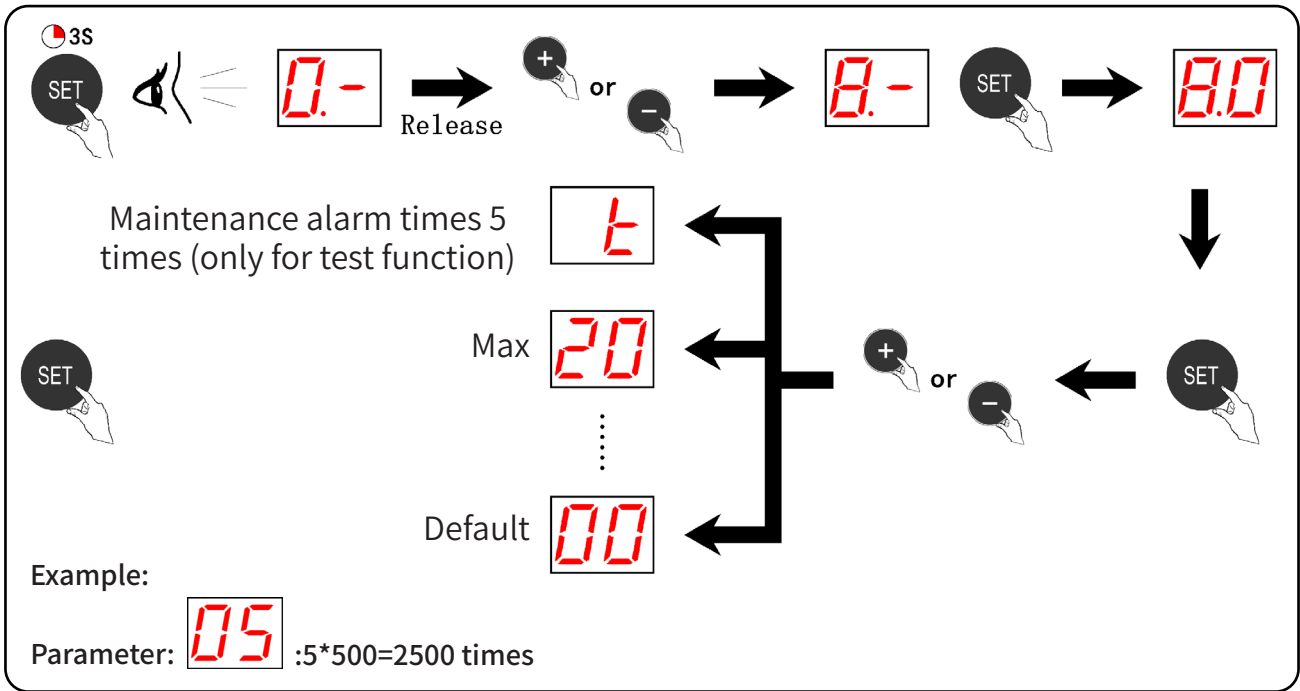 3S
SET
0.-
Release
+ or -
8.-
SET
8.0
Maintenance alarm times 5
times (only for test function)
t
Max 20
SET
+ or -
SET
Default 00
Example:
Parameter: 05 :5*500=2500 times